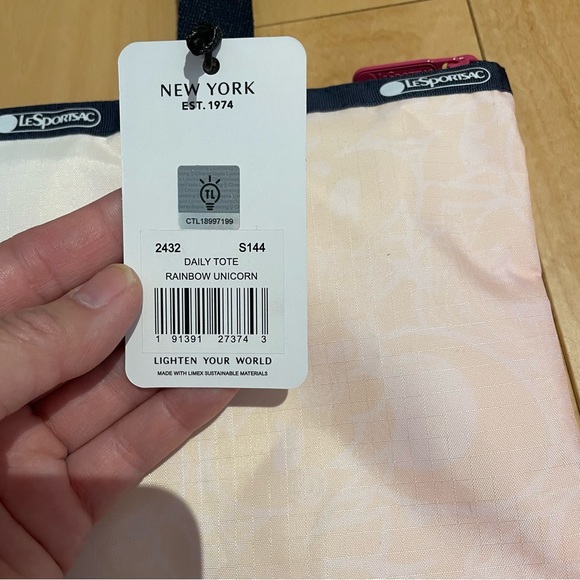 NEW YORK
EST. 1974
TL
CTL18997199
2432 S144
DAILY TOTE
RAINBOW UNICORN
1 91391 27374 3
LIGHTEN YOUR WORLD
MADE WITH LIMEX SUSTAINABLE MATERIALS
LESPORTSAC
LESPORTSAC